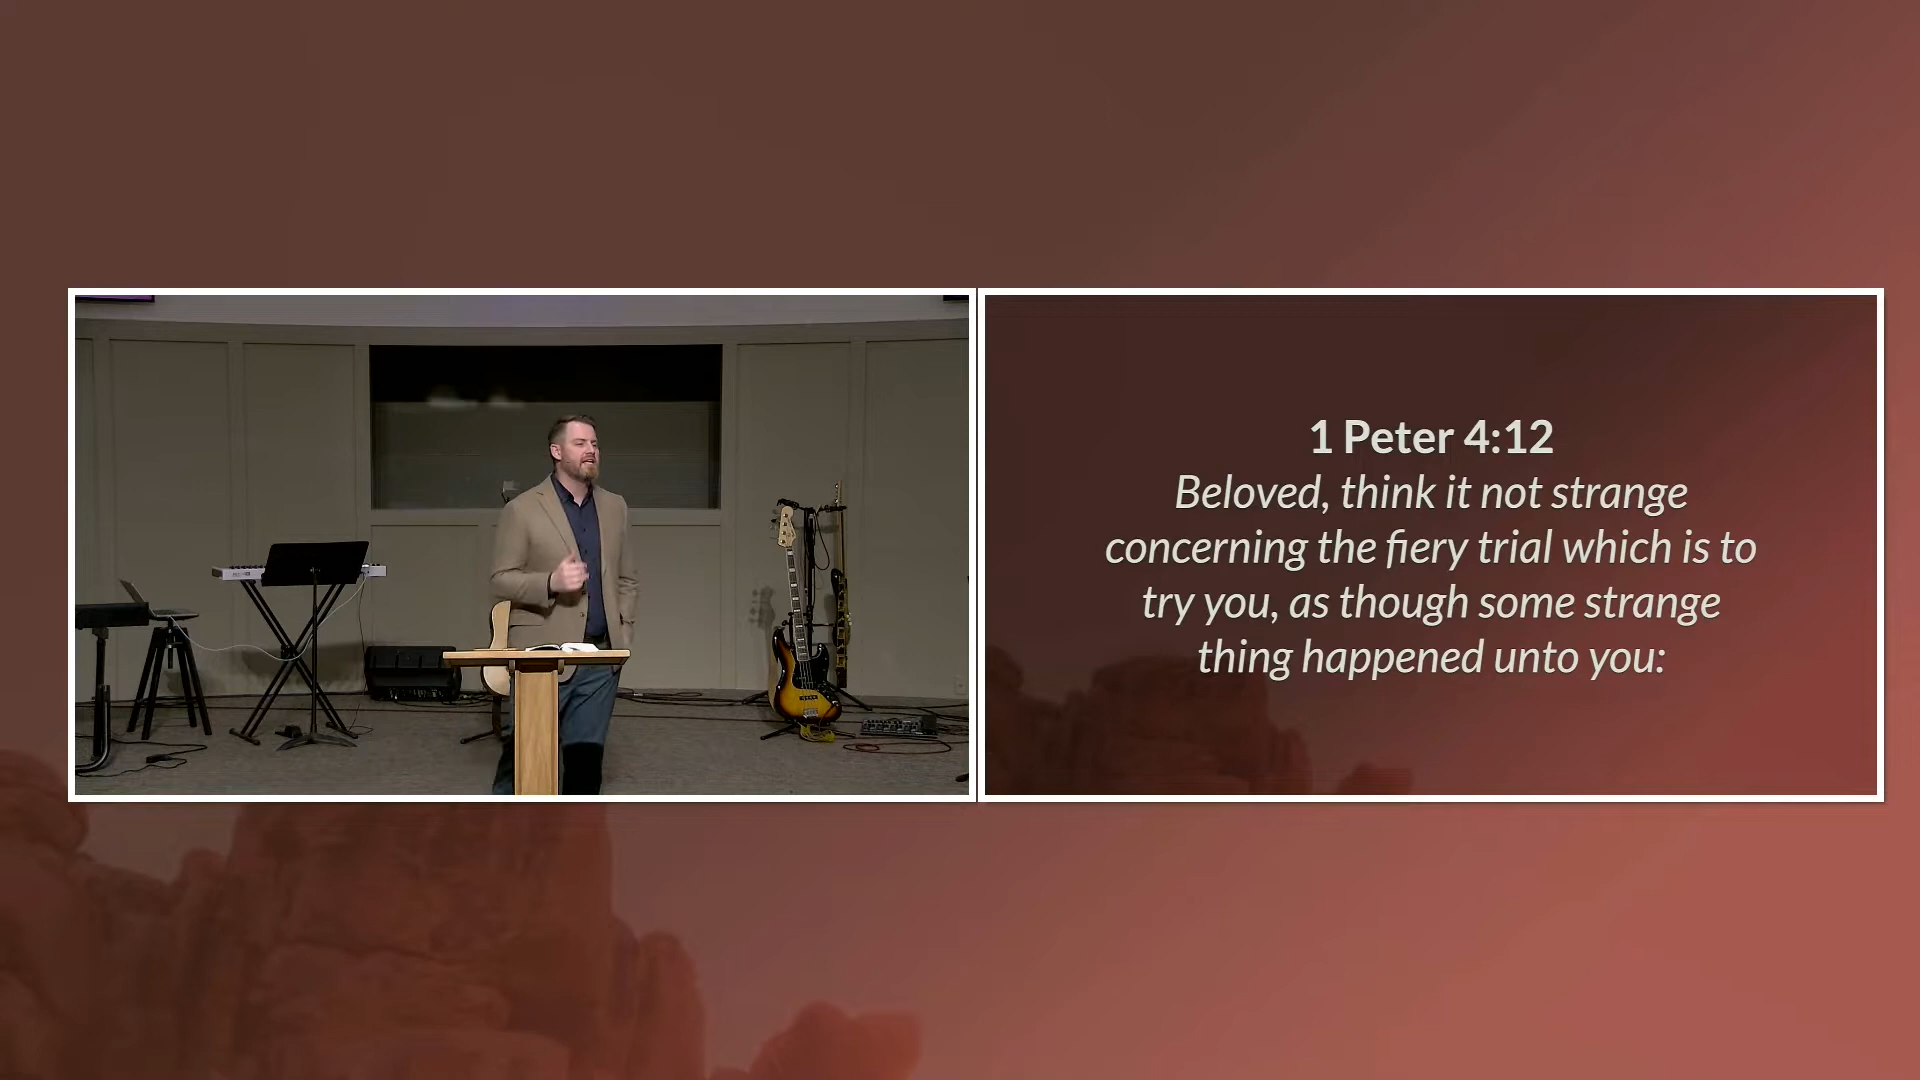 1 Peter 4:12
Beloved, think it not strange
concerning the fiery trial which is to
try you, as though some strange
thing happened unto you: